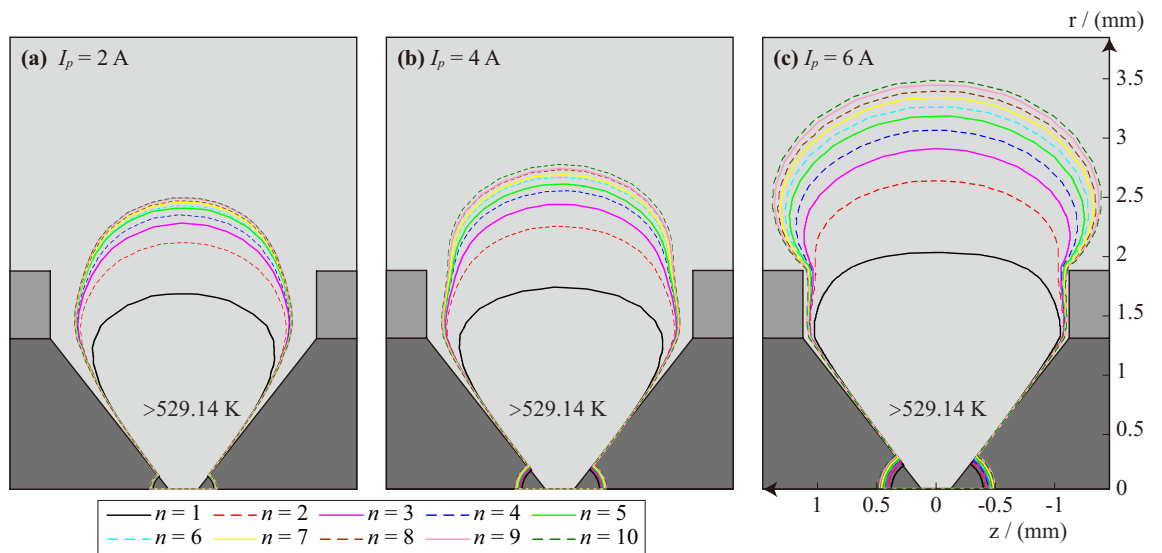 r / (mm)
(a) I_p = 2 A
(b) I_p = 4 A
(c) I_p = 6 A
3.5
3
2.5
2
1.5
1
0.5
0
>529.14 K
>529.14 K
>529.14 K
1 0.5 0 -0.5 -1
z / (mm)
n = 1 n = 2 n = 3 n = 4 n = 5
n = 6 n = 7 n = 8 n = 9 n = 10